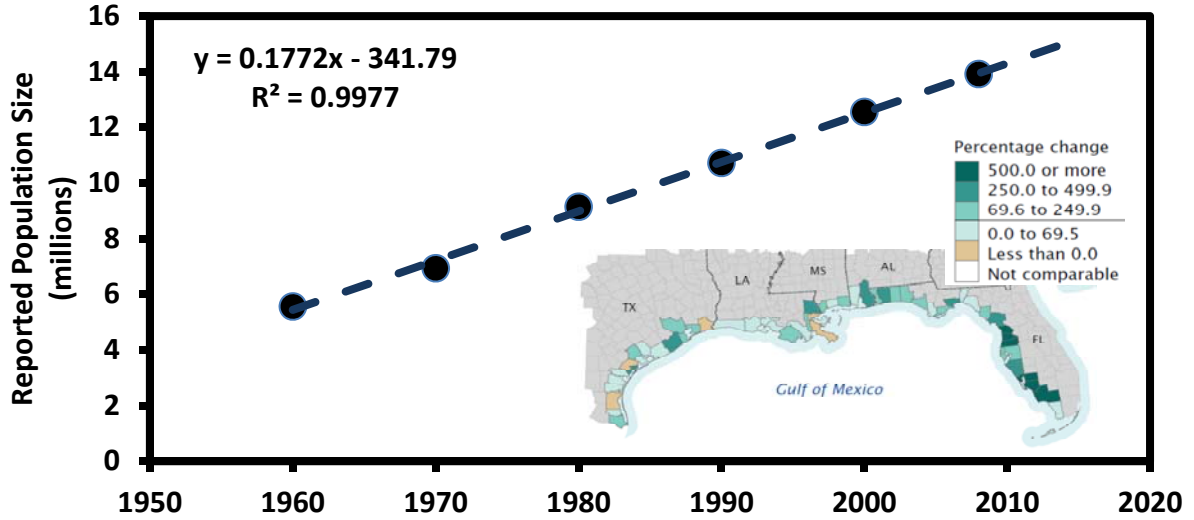 Reported Population Size
(millions)
16
14
12
10
8
6
4
2
0
y = 0.1772x - 341.79
R² = 0.9977
Percentage change
500.0 or more
250.0 to 499.9
69.6 to 249.9
0.0 to 69.5
Less than 0.0
Not comparable
TX
LA
MS
AL
FL
Gulf of Mexico
1950
1960
1970
1980
1990
2000
2010
2020